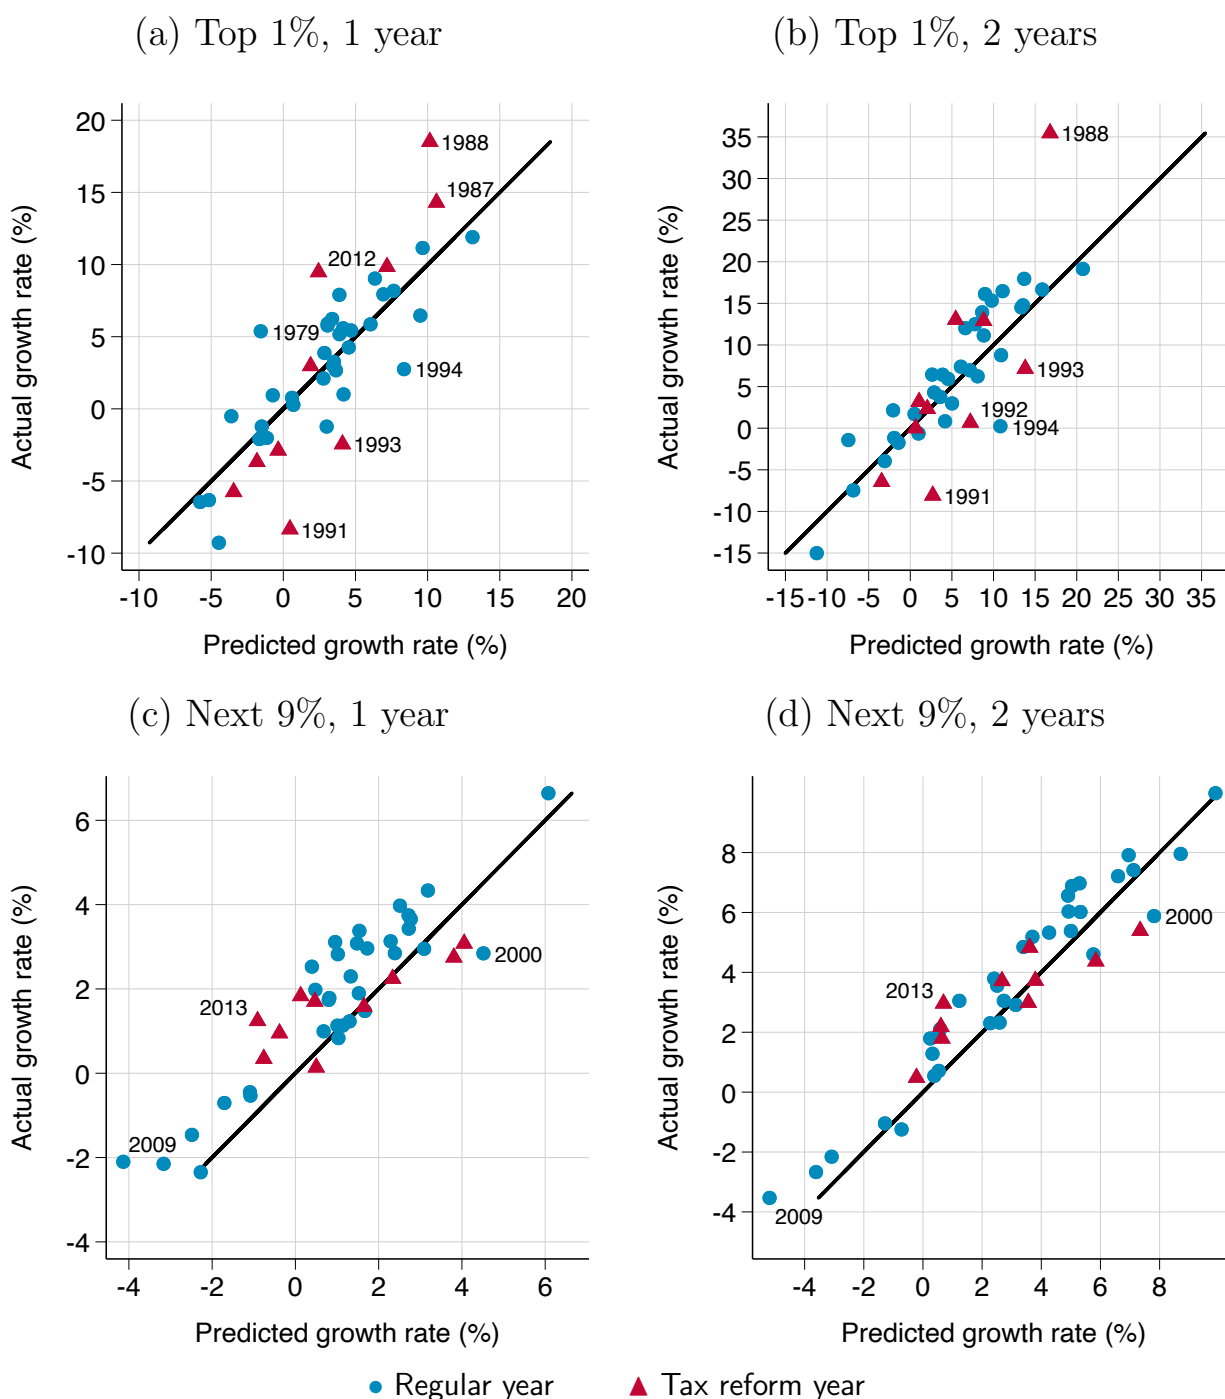 (a) Top 1%, 1 year
(b) Top 1%, 2 years
Actual growth rate (%)
20
15
10
5
0
-5
-10
1988
1987
2012
1979
1994
1993
1991
-10 -5 0 5 10 15 20
Predicted growth rate (%)
Actual growth rate (%)
35
30
25
20
15
10
5
0
-5
-10
-15
1988
1993
1992
1994
1991
-15 -10 -5 0 5 10 15 20 25 30 35
Predicted growth rate (%)
(c) Next 9%, 1 year
(d) Next 9%, 2 years
Actual growth rate (%)
6
4
2
0
-2
-4
2000
2013
2009
-4 -2 0 2 4 6
Predicted growth rate (%)
Actual growth rate (%)
8
6
4
2
0
-2
-4
2000
2013
2009
-4 -2 0 2 4 6 8
Predicted growth rate (%)
Regular year
Tax reform year